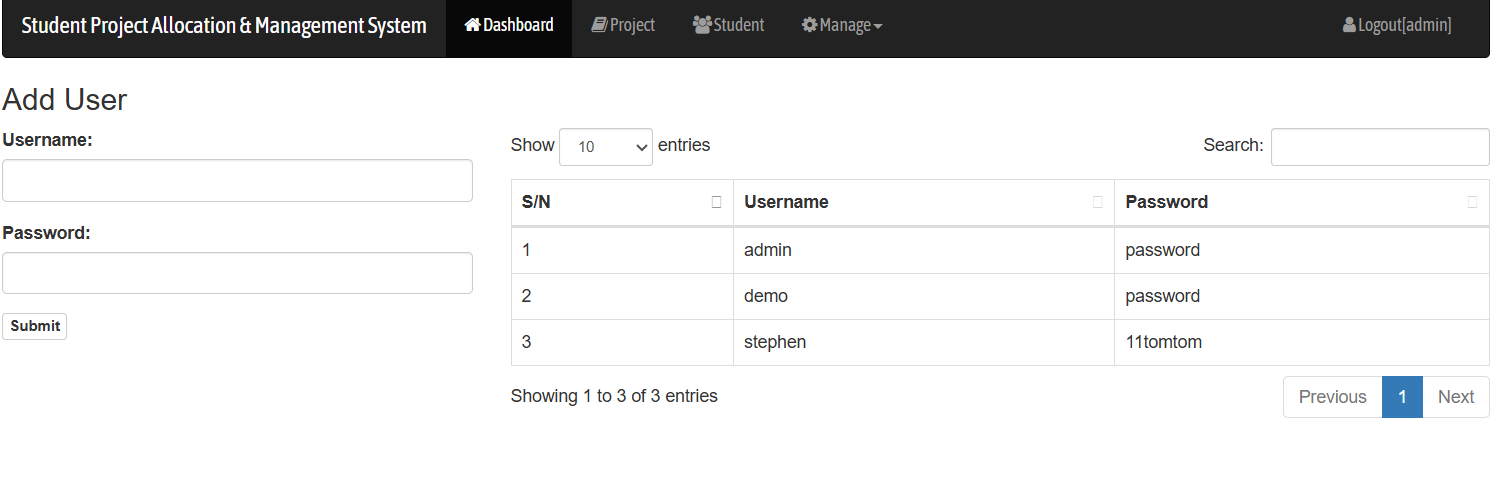 Student Project Allocation & Management System Dashboard Project Student Manage Logout[admin]
Add User
Username:
Password:
Submit
Show 10 entries Search:
S/N Username Password
1 admin password
2 demo password
3 stephen 11tomtom
Showing 1 to 3 of 3 entries Previous 1 Next